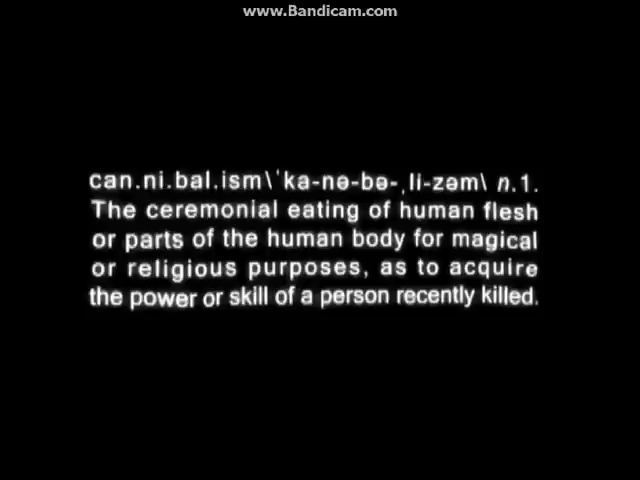 www.Bandicam.com
can.ni.bal.ism\ˈka-nə-bə-ˌli-zəm\ n.1.
The ceremonial eating of human flesh
or parts of the human body for magical
or religious purposes, as to acquire
the power or skill of a person recently killed.